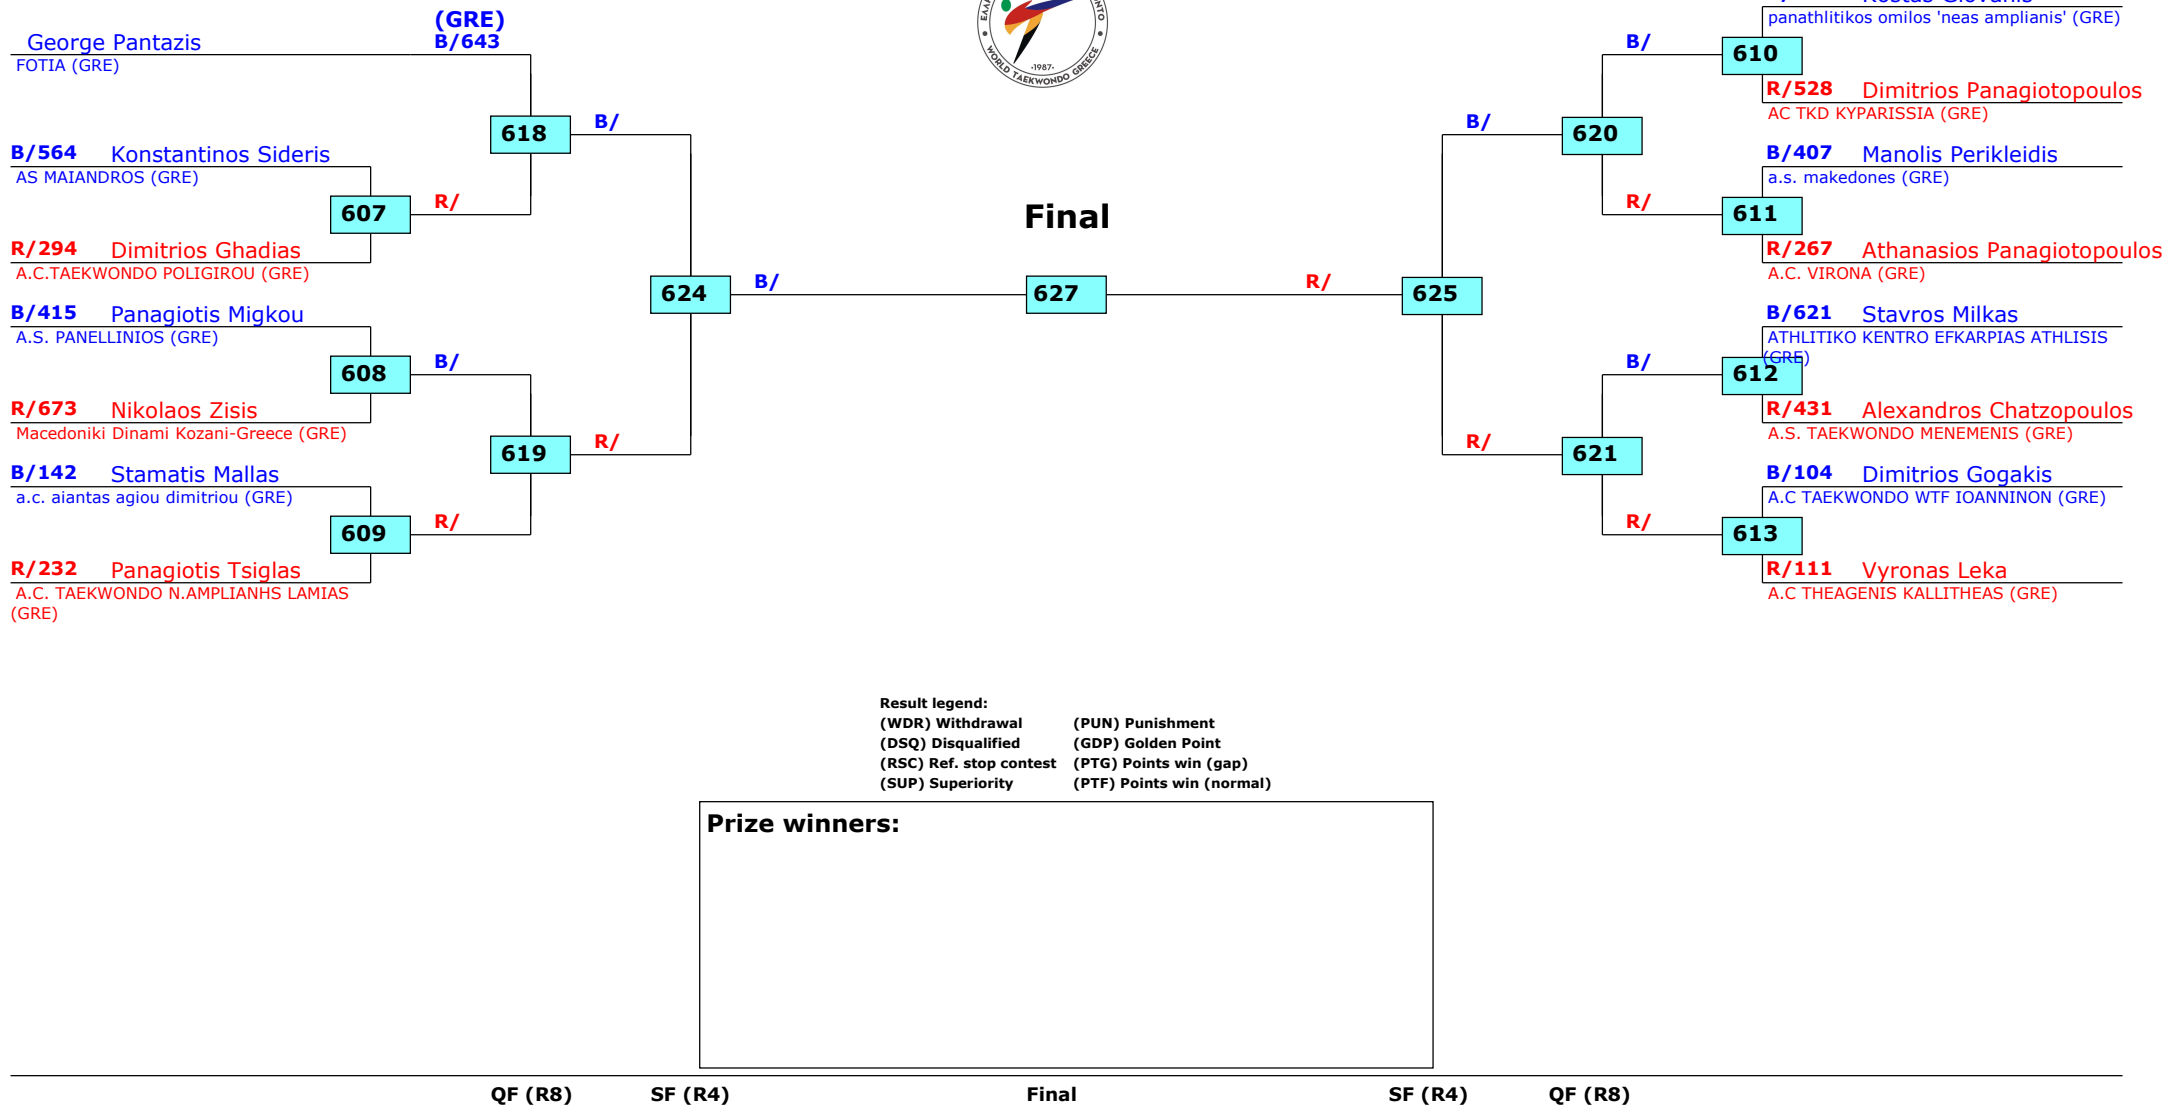 (GRE)
George Pantazis B/643
FOTIA (GRE)
B/564 Konstantinos Sideris
AS MAIANDROS (GRE)
R/294 Dimitrios Ghadias
A.C.TAEKWONDO POLIGIROU (GRE)
B/415 Panagiotis Migkou
A.S. PANELLINIOS (GRE)
R/673 Nikolaos Zisis
Macedoniki Dinami Kozani-Greece (GRE)
B/142 Stamatis Mallas
a.c. aiantas agiou dimitriou (GRE)
R/232 Panagiotis Tsiglas
A.C. TAEKWONDO N.AMPLIANHS LAMIAS
(GRE)
607
R/
608
B/
609
R/
618
B/
619
R/
624
B/
WORLD TAEKWONDO GREECE
·1987·
Final
627
R/
625
B/
R/
620
B/
R/
621
B/
R/
panathlitikos omilos 'neas amplianis' (GRE)
610
R/528 Dimitrios Panagiotopoulos
AC TKD KYPARISSIA (GRE)
B/407 Manolis Perikleidis
a.s. makedones (GRE)
611
R/267 Athanasios Panagiotopoulos
A.C. VIRONA (GRE)
B/621 Stavros Milkas
ATHLITIKO KENTRO EFKARPIAS ATHLISIS
(GRE)
612
R/431 Alexandros Chatzopoulos
A.S. TAEKWONDO MENEMENIS (GRE)
B/104 Dimitrios Gogakis
A.C TAEKWONDO WTF IOANNINON (GRE)
613
R/111 Vyronas Leka
A.C THEAGENIS KALLITHEAS (GRE)
Result legend:
(WDR) Withdrawal (PUN) Punishment
(DSQ) Disqualified (GDP) Golden Point
(RSC) Ref. stop contest (PTG) Points win (gap)
(SUP) Superiority (PTF) Points win (normal)
Prize winners:
QF (R8) SF (R4) Final SF (R4) QF (R8)